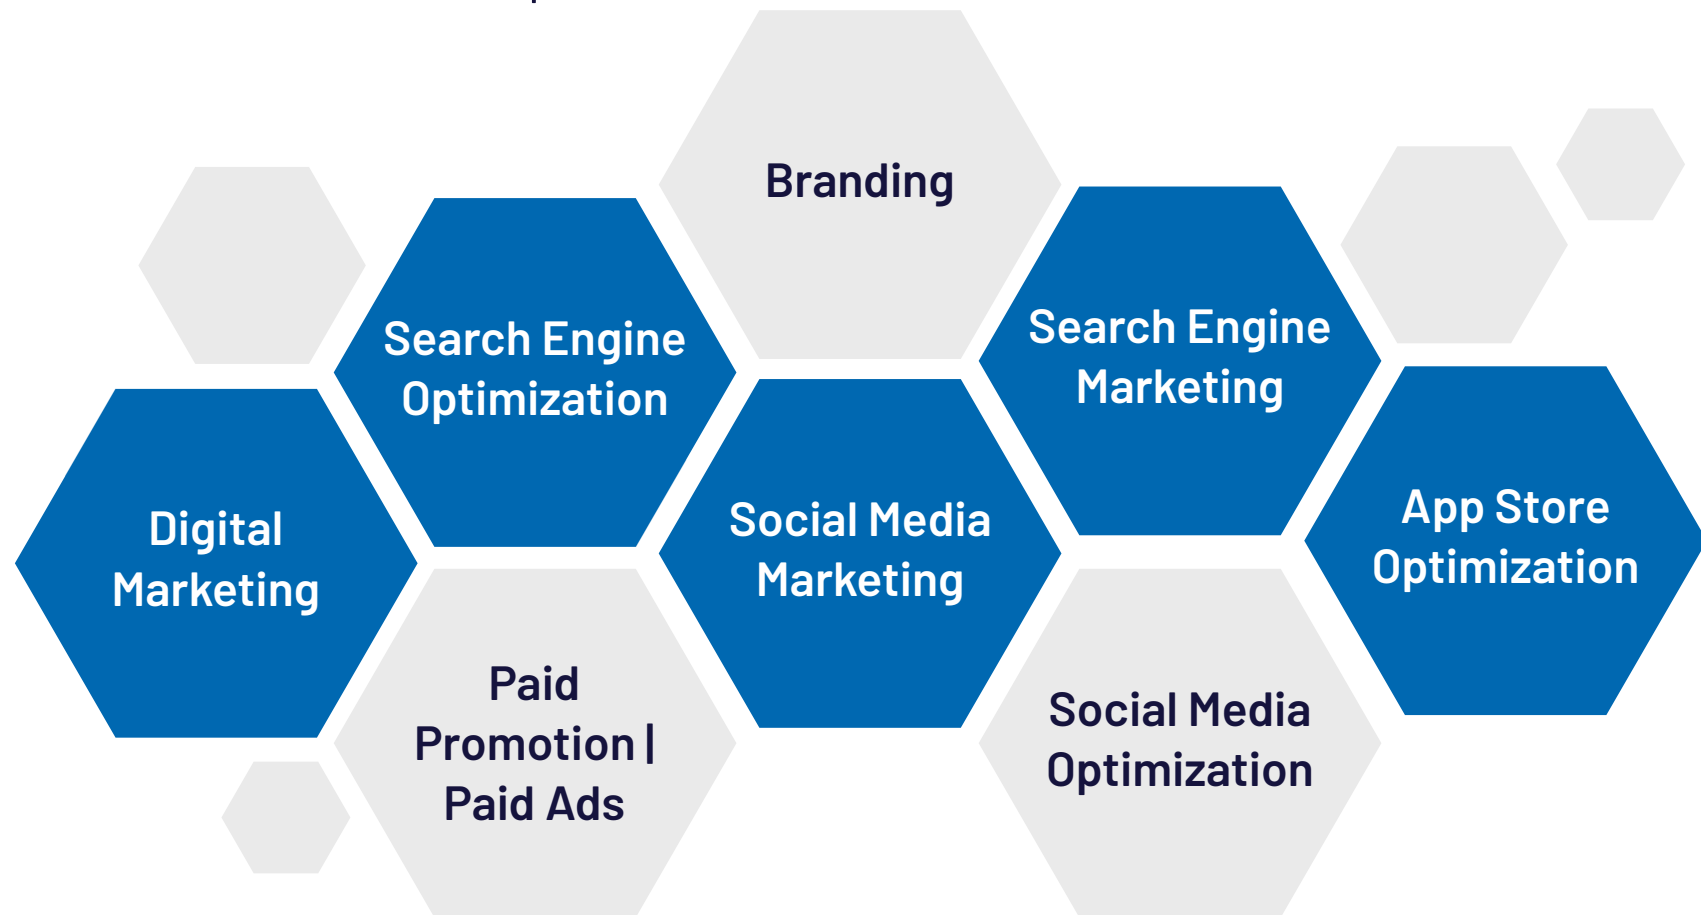 Branding
Search Engine
Optimization
Search Engine
Marketing
Digital
Marketing
Social Media
Marketing
App Store
Optimization
Paid
Promotion |
Paid Ads
Social Media
Optimization